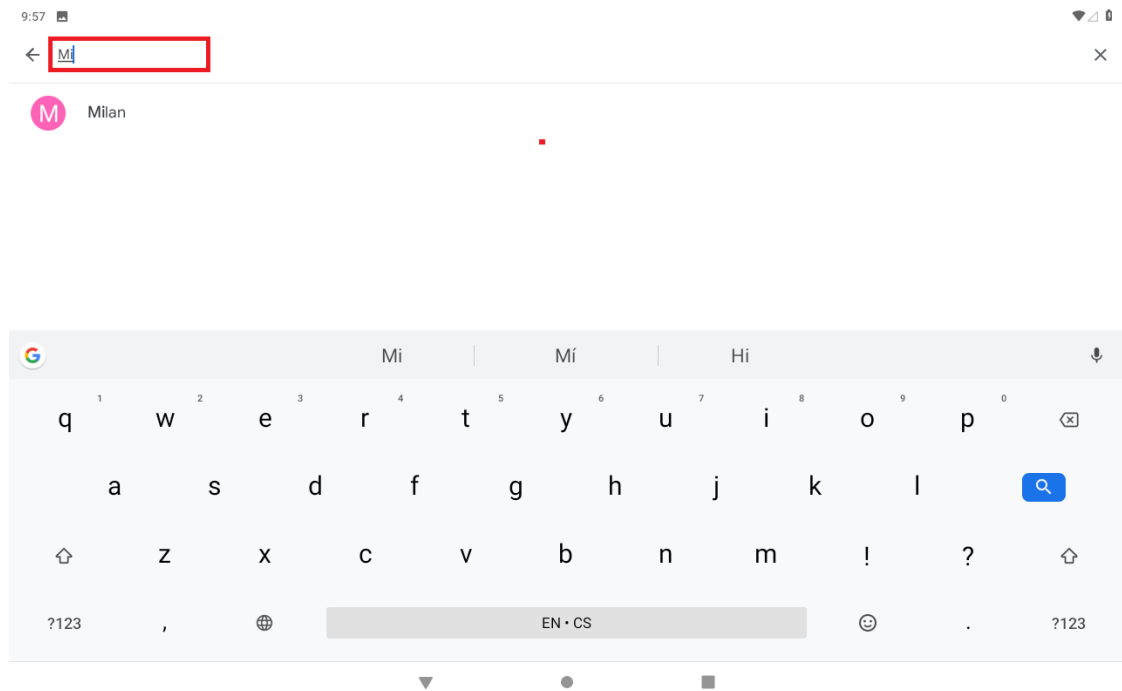 9:57
Mi
M Milan
G Mi Mí Hi
1 2 3 4 5 6 7 8 9 0
q w e r t y u i o p
a s d f g h j k l
z x c v b n m ! ?
?123 , EN • CS . ?123